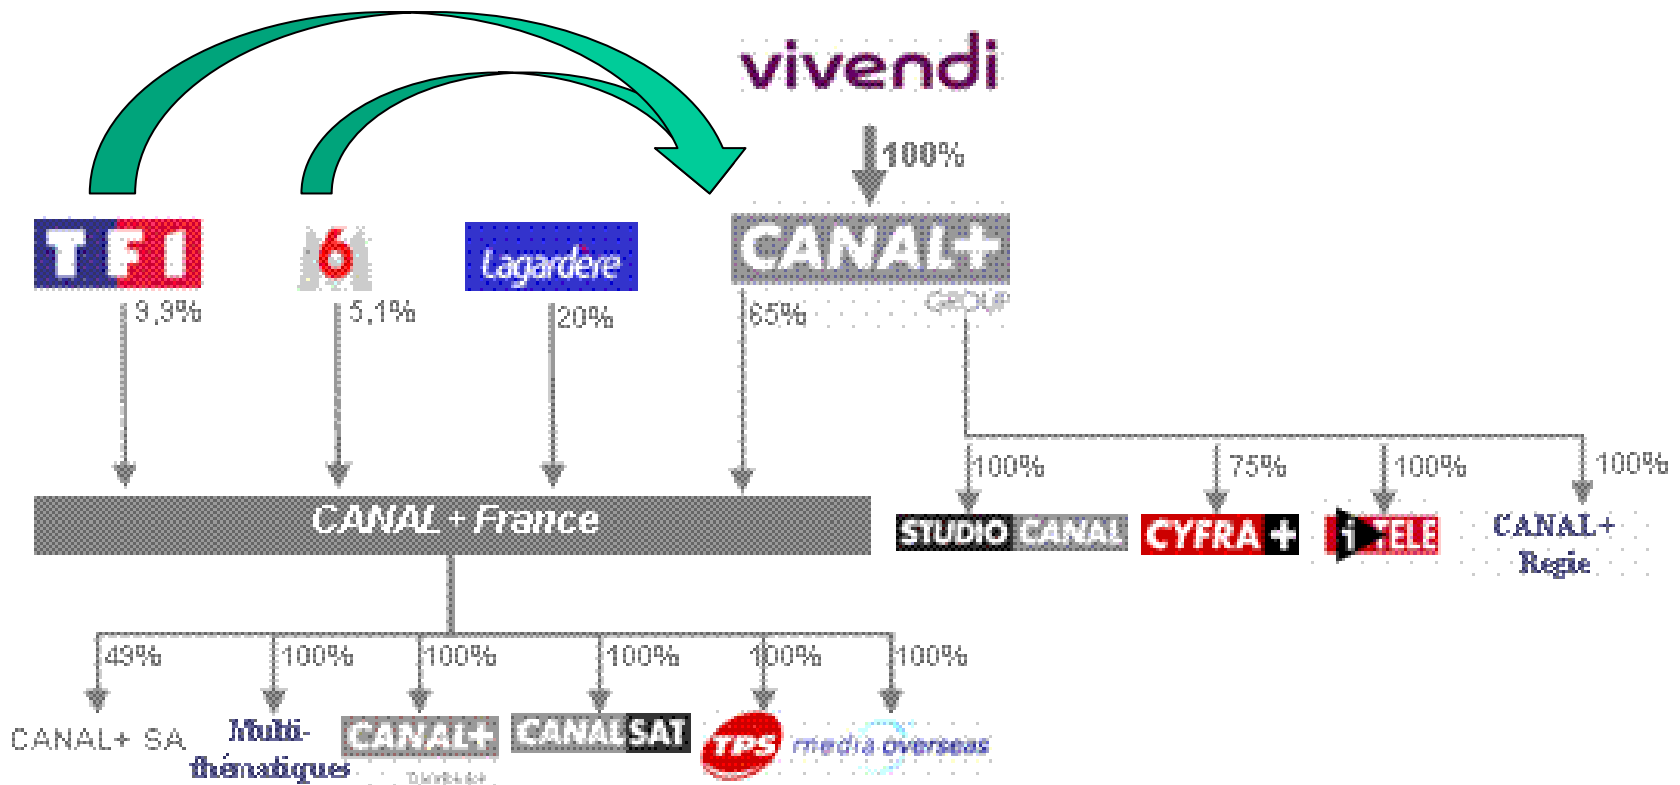 vivendi
100%
TF1
M6
Lagardère
CANAL+
GROUP
9,9%
5,1%
20%
65%
100%
75%
100%
100%
CANAL+ France
STUDIO CANAL
CYFRA +
i TELE
CANAL+
Regie
49%
100%
100%
100%
100%
100%
CANAL+ SA
Multi-
thématiques
CANAL+
CANALSAT
TPS
media overseas